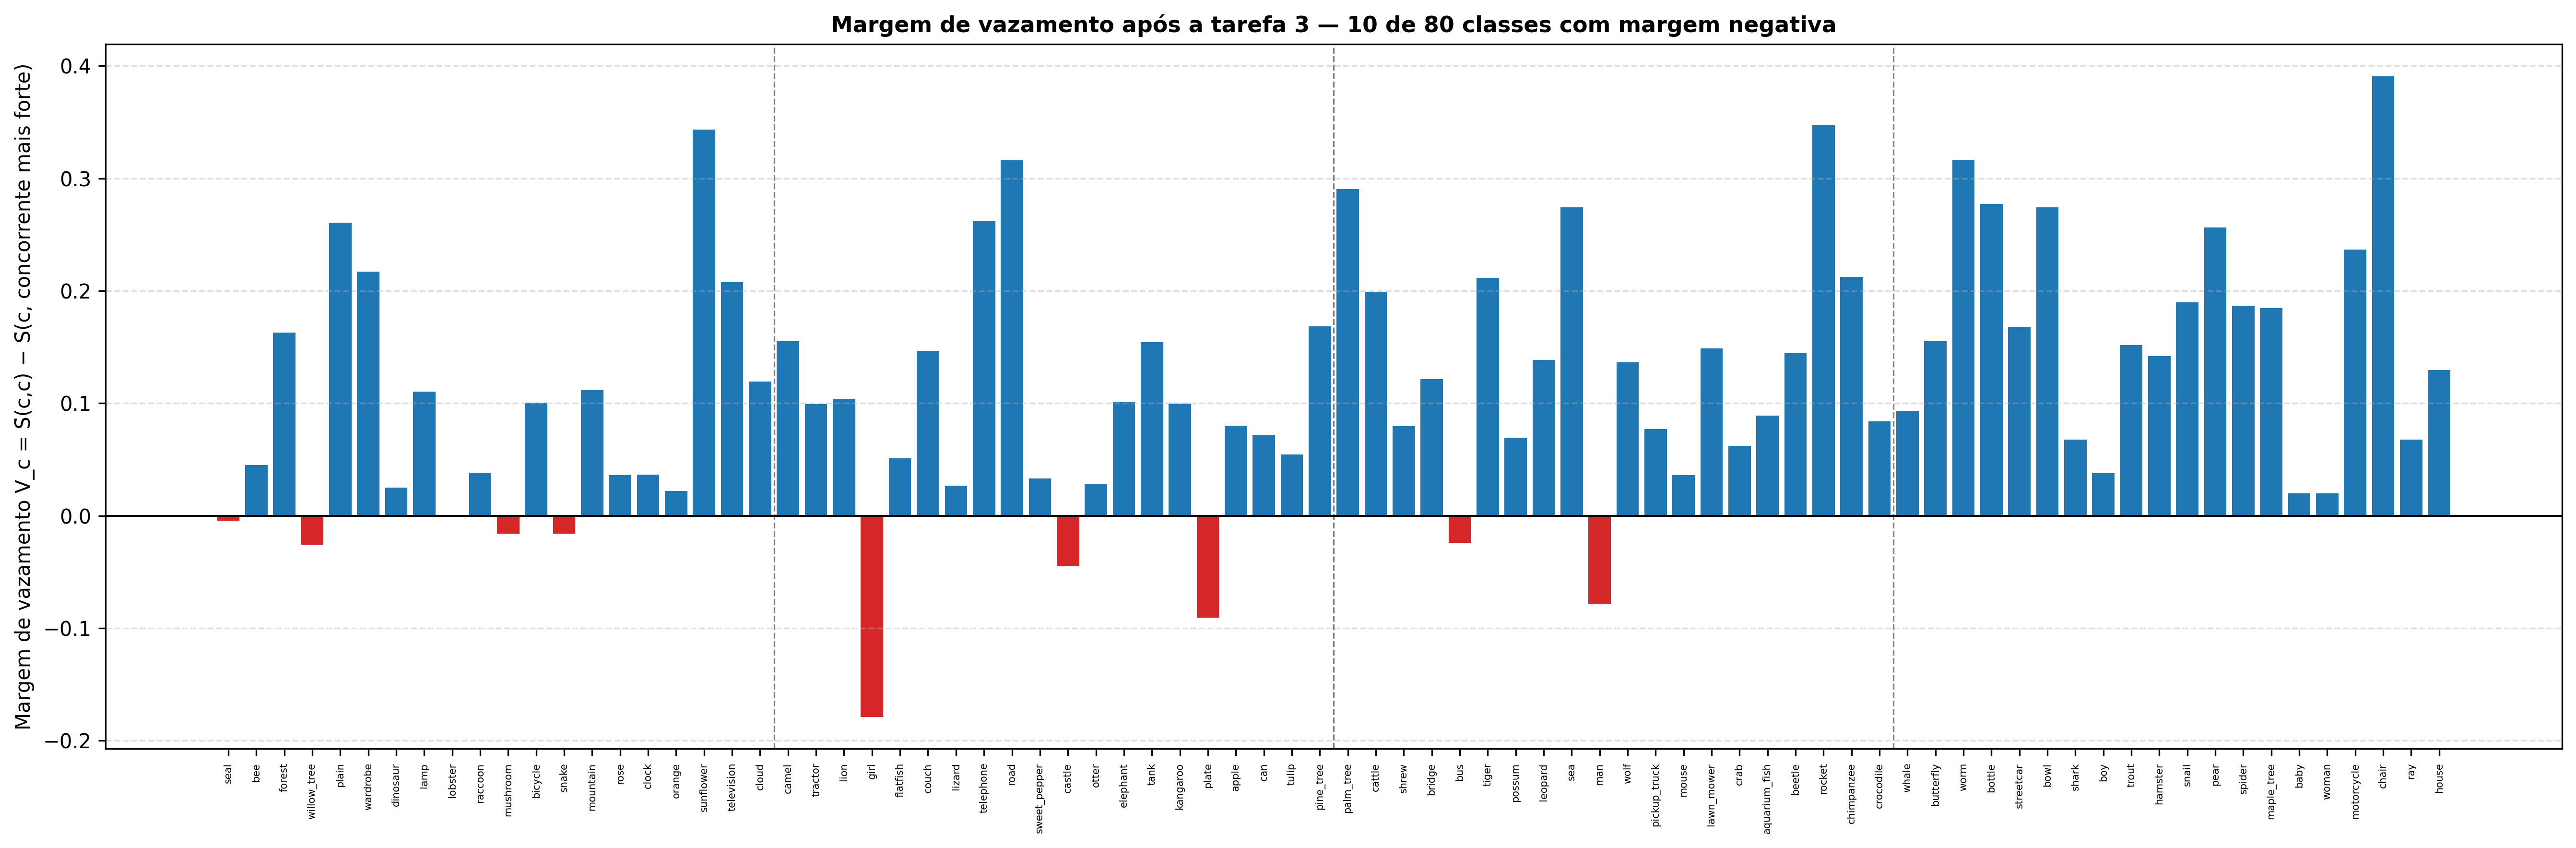 Margem de vazamento após a tarefa 3 — 10 de 80 classes com margem negativa
Margem de vazamento V_c = S(c,c) − S(c, concorrente mais forte)
0.4
0.3
0.2
0.1
0.0
−0.1
−0.2
seal
bee
forest
willow_tree
plain
wardrobe
dinosaur
lamp
lobster
raccoon
mushroom
bicycle
snake
mountain
rose
clock
orange
sunflower
television
cloud
camel
tractor
lion
girl
flatfish
couch
lizard
telephone
road
sweet_pepper
castle
otter
elephant
tank
kangaroo
plate
apple
can
tulip
pine_tree
palm_tree
cattle
shrew
bridge
bus
tiger
possum
leopard
sea
man
wolf
pickup_truck
mouse
lawn_mower
crab
aquarium_fish
beetle
rocket
chimpanzee
crocodile
whale
butterfly
worm
bottle
streetcar
bowl
shark
boy
trout
hamster
snail
pear
spider
maple_tree
baby
woman
motorcycle
chair
ray
house